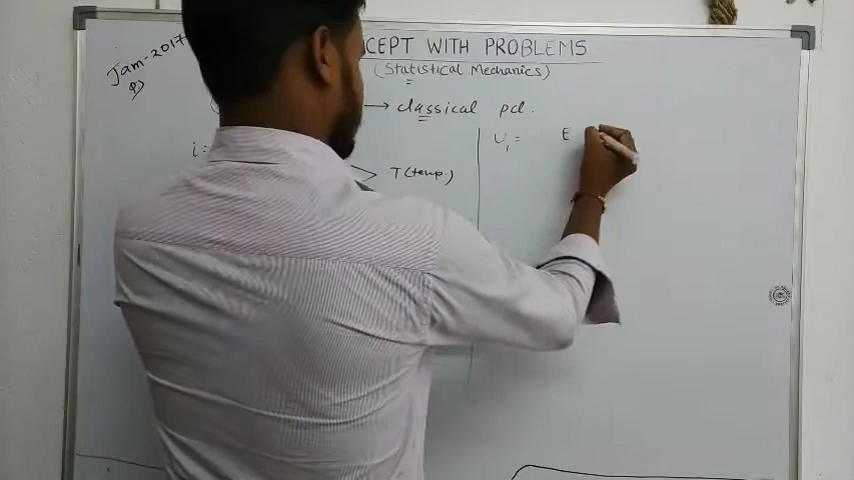 CEPT WITH PROBLEMS
Jam-2017
(Statistical Mechanics)
→ classical pcl.
i =
T (temp.)
U₁ =
E